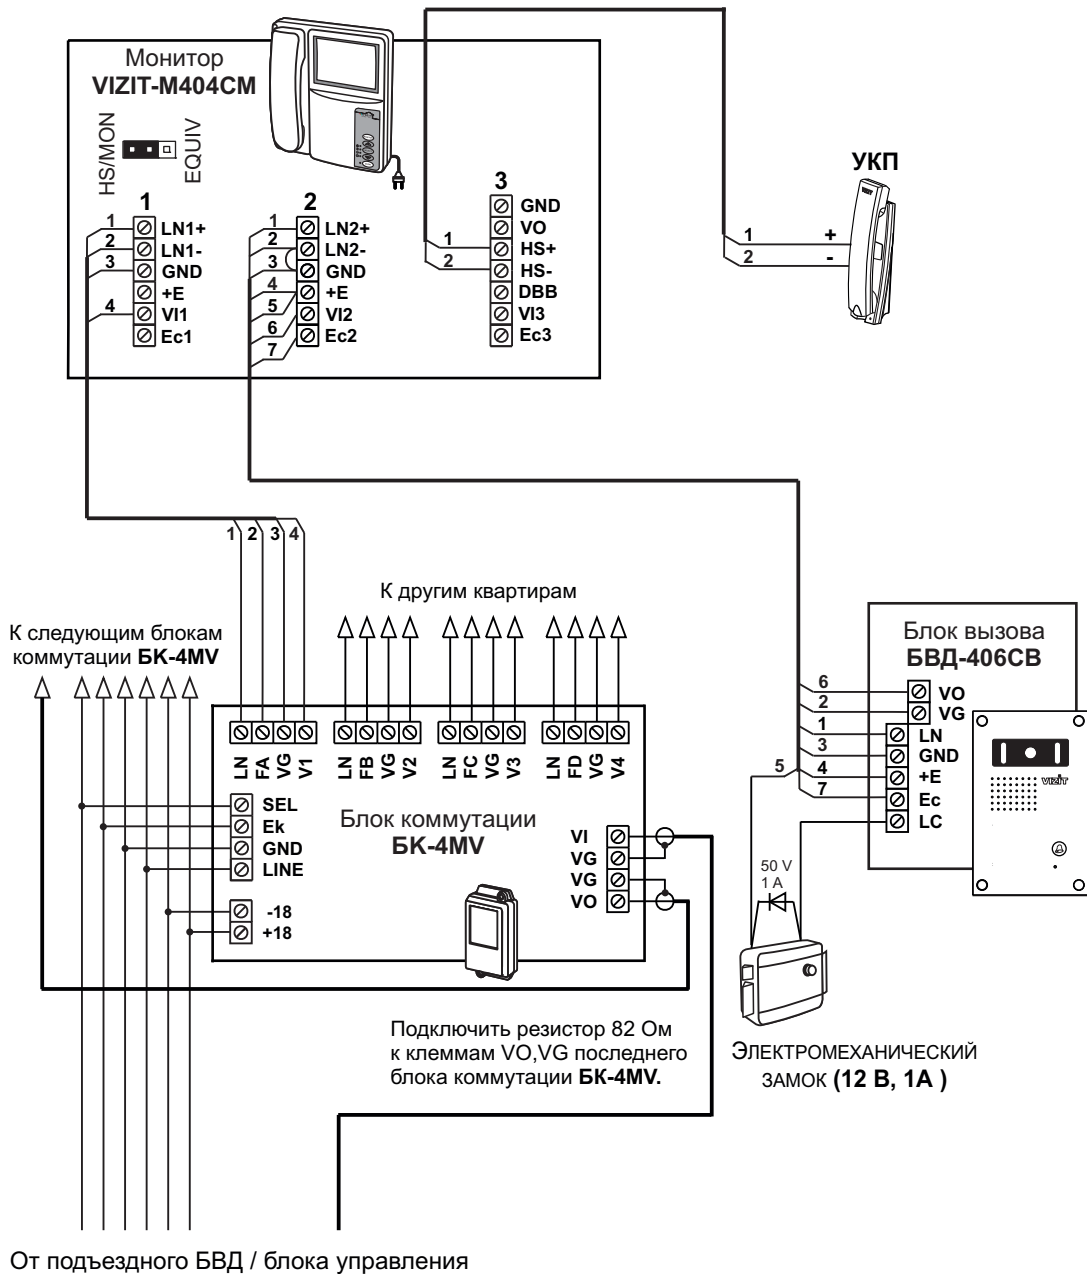 Монитор
VIZIT-M404CM
HS/MON
EQUIV
1
1 LN1+
2 LN1-
3 GND
+E
4 VI1
Ec1
2
1 LN2+
2 LN2-
3 GND
4 +E
5
6 VI2
7 Ec2
3
GND
VO
1 HS+
2 HS-
DBB
VI3
Ec3
УКП
1 +
2 -
1 2 3 4
К другим квартирам
К следующим блокам
коммутации БК-4MV
LN FA VG V1
LN FB VG V2
LN FC VG V3
LN FD VG V4
SEL
Ek
GND
LINE
-18
+18
Блок коммутации
БК-4MV
VI
VG
VG
VO
Блок вызова
БВД-406СВ
6 VO
2 VG
1 LN
3 GND
5 4 +E
7 Ec
LC
VIZIT
50 V
1 A
Подключить резистор 82 Ом
к клеммам VO,VG последнего
блока коммутации БК-4MV.
ЭЛЕКТРОМЕХАНИЧЕСКИЙ
ЗАМОК (12 В, 1А )
От подъездного БВД / блока управления